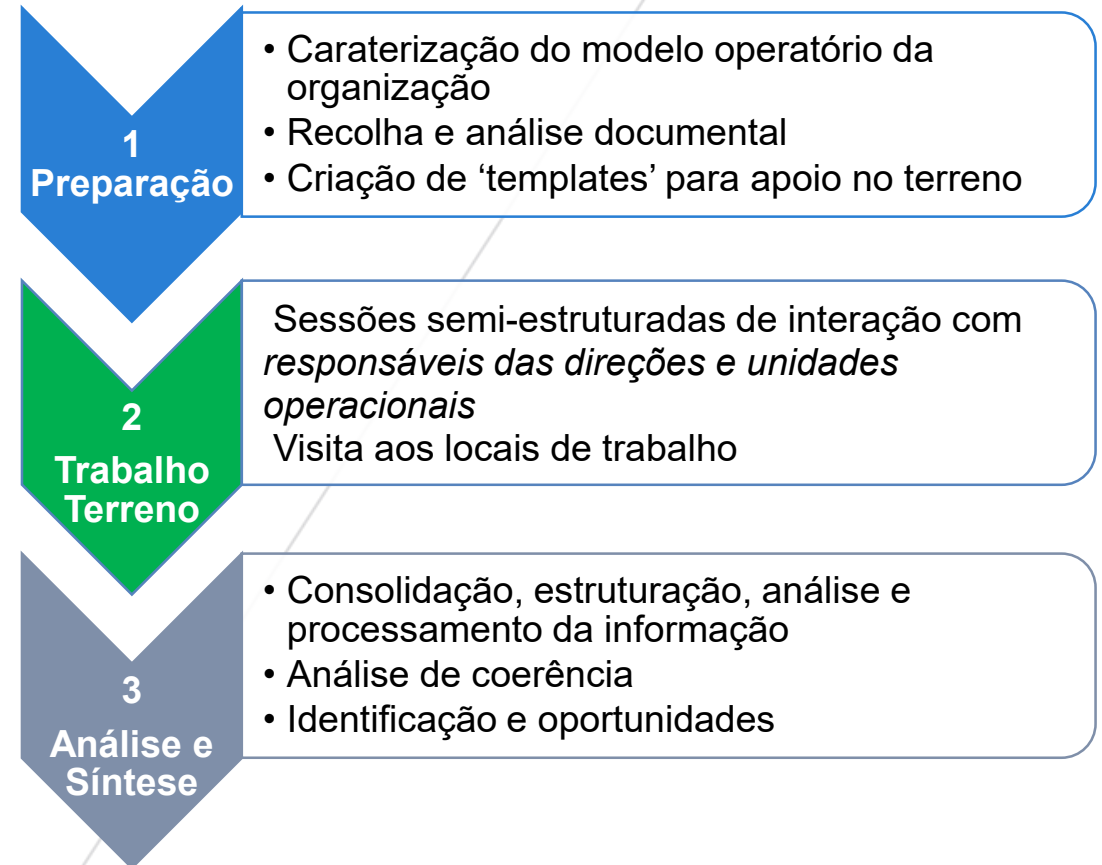 1
Preparação
• Caraterização do modelo operatório da
organização
• Recolha e análise documental
• Criação de ‘templates’ para apoio no terreno
2
Trabalho
Terreno
Sessões semi-estruturadas de interação com
responsáveis das direções e unidades
operacionais
Visita aos locais de trabalho
3
Análise e
Síntese
• Consolidação, estruturação, análise e
processamento da informação
• Análise de coerência
• Identificação e oportunidades